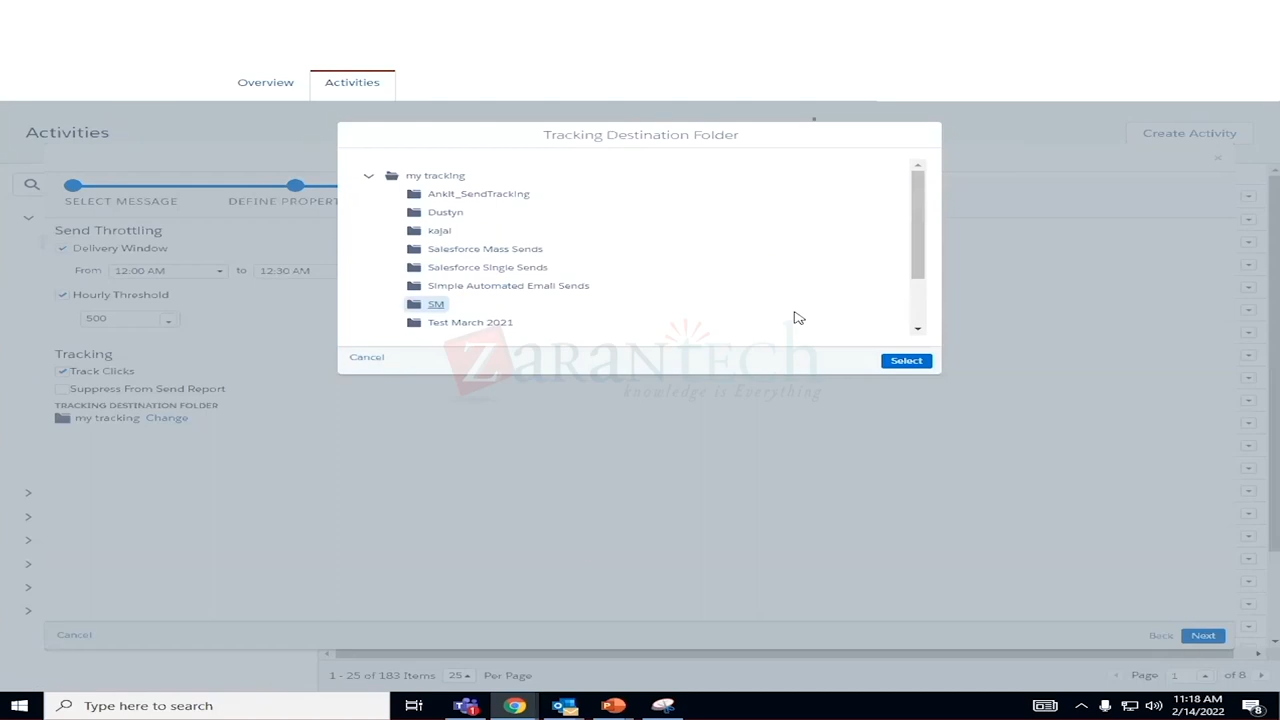 Overview
Activities
Activities
Create Activity
SELECT MESSAGE
DEFINE PROPERT
Send Throttling
Delivery Window
From 12:00 AM to 12:30 AM
Hourly Threshold
500
Tracking
Track Clicks
Suppress From Send Report
TRACKING DESTINATION FOLDER
my tracking Change
Tracking Destination Folder
my tracking
Ankit_SendTracking
Dustyn
kajal
Salesforce Mass Sends
Salesforce Single Sends
Simple Automated Email Sends
SM
Test March 2021
Cancel
Select
ZaranTech
knowledge is Everything
Cancel
Back
Next
1 - 25 of 183 Items 25 Per Page
Page 1 of 8
Type here to search
1
11:18 AM
2/14/2022
8